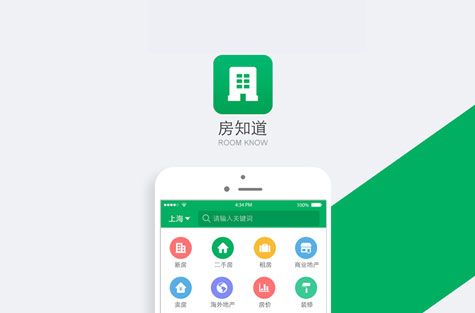 房知道
ROOM KNOW
4:34 PM 100%
上海 请输入关键词
新房 二手房 租房 商业地产
卖房 海外地产 房价 装修